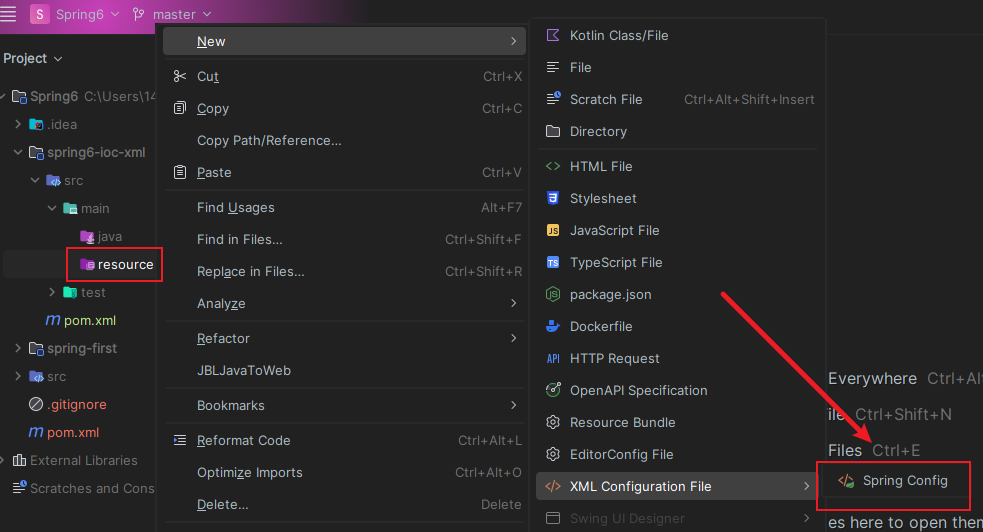 S Spring6 master
Project
Spring6 C:\Users\14
.idea
spring6-ioc-xml
src
main
java
resource
test
pom.xml
spring-first
src
.gitignore
pom.xml
External Libraries
Scratches and Cons
New
Cut Ctrl+X
Copy Ctrl+C
Copy Path/Reference...
Paste Ctrl+V
Find Usages Alt+F7
Find in Files... Ctrl+Shift+F
Replace in Files... Ctrl+Shift+R
Analyze
Refactor
JBLJavaToWeb
Bookmarks
Reformat Code Ctrl+Alt+L
Optimize Imports Ctrl+Alt+O
Delete...
Kotlin Class/File
File
Scratch File Ctrl+Alt+Shift+Insert
Directory
HTML File
Stylesheet
JS JavaScript File
TS TypeScript File
package.json
Dockerfile
API HTTP Request
OpenAPI Specification
Resource Bundle
EditorConfig File
XML Configuration File
Swing UI Designer
Everywhere Ctrl+Alt
ile Ctrl+Shift+N
Files Ctrl+E
Spring Config
es here to open them